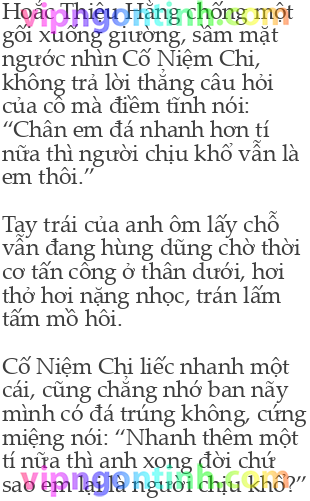 Hoắc Thiệu Hằng chống một
gối xuống giường, sầm mặt
ngước nhìn Cố Niệm Chi,
không trả lời thẳng câu hỏi
của cô mà điềm tĩnh nói:
“Chân em đá nhanh hơn tí
nữa thì người chịu khổ vẫn là
em thôi.”
Tay trái của anh ôm lấy chỗ
vẫn đang hùng dũng chờ thời
cơ tấn công ở thân dưới, hơi
thở hơi nặng nhọc, trán lấm
tấm mồ hôi.
Cố Niệm Chi liếc nhanh một
cái, cũng chẳng nhớ ban nãy
mình có đá trúng không, cứng
miệng nói: “Nhanh thêm một
tí nữa thì anh xong đời chứ
sao em lại là người chịu khổ?”
vipngontinh.com
vipngontinh.com